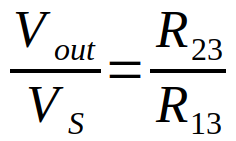 V_out / V_S = R_23 / R_13